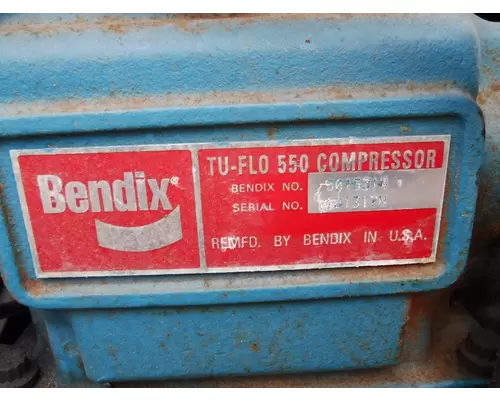 Bendix®
TU-FLO 550 COMPRESSOR
BENDIX NO.
SERIAL NO.
REMFD. BY BENDIX IN U.S.A.